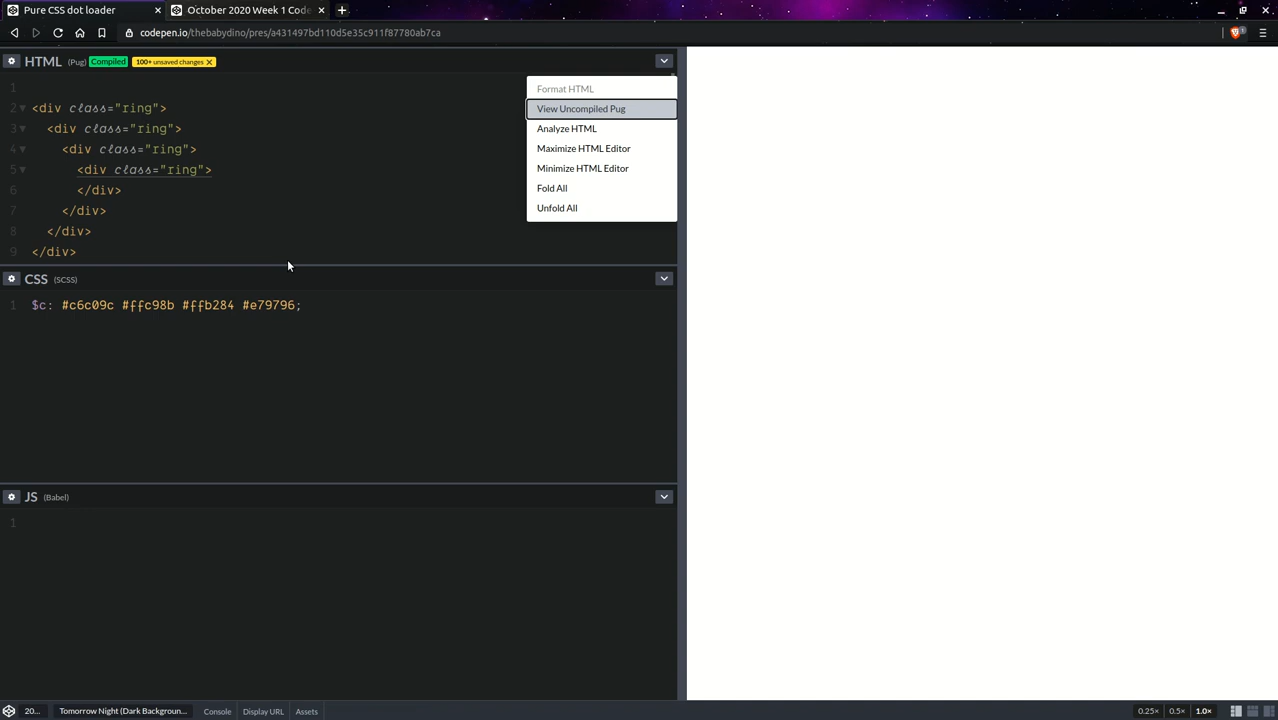 Pure CSS dot loader
October 2020 Week 1 Code
codepen.io/thebabydino/pres/a431497bd110d5e35c911f87780ab7ca
HTML (Pug) Compiled 100+ unsaved changes
Format HTML
View Uncompiled Pug
Analyze HTML
Maximize HTML Editor
Minimize HTML Editor
Fold All
Unfold All
1
2 <div class="ring">
3 <div class="ring">
4 <div class="ring">
5 <div class="ring">
6 </div>
7 </div>
8 </div>
9 </div>
CSS (SCSS)
1 $c: #c6c09c #ffc98b #ffb284 #e79796;
JS (Babel)
1
20... Tomorrow Night (Dark Backgroun... Console Display URL Assets 0.25× 0.5× 1.0×